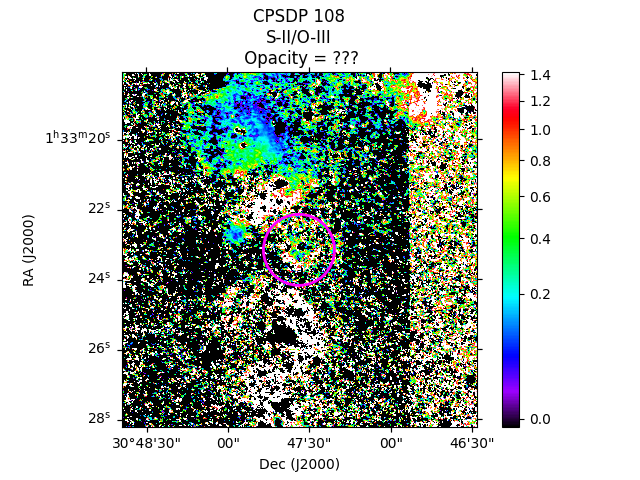 CPSDP 108
S-II/O-III
Opacity = ???
1.4
1.2
1.0
0.8
0.6
0.4
0.2
0.0
RA (J2000)
1ʰ33ᵐ20ˢ
22ˢ
24ˢ
26ˢ
28ˢ
30°48'30" 00" 47'30" 00" 46'30"
Dec (J2000)